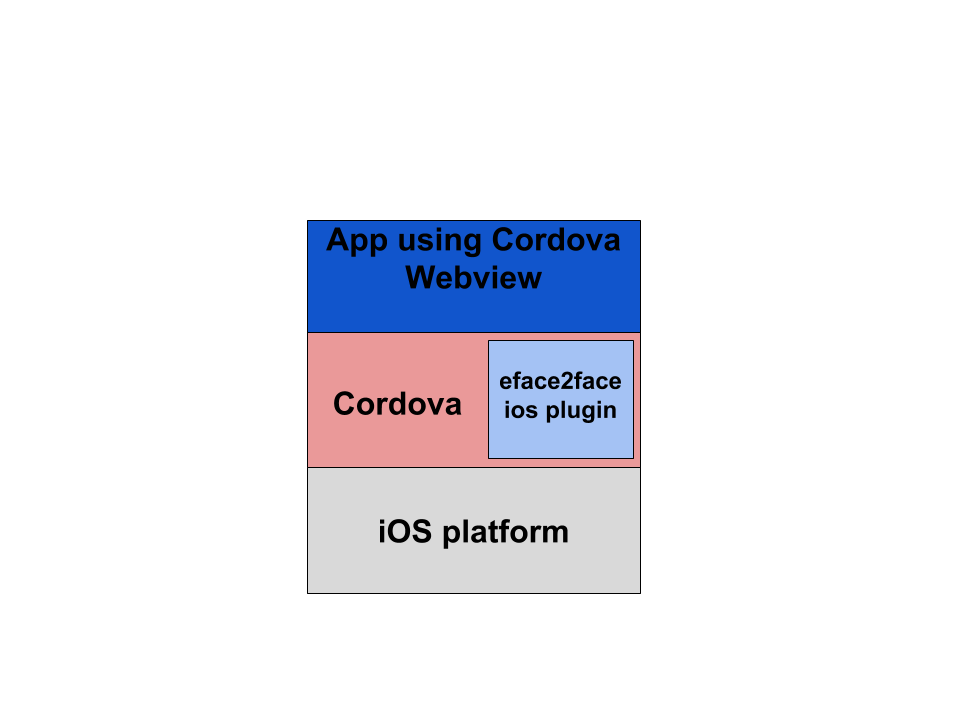 App using Cordova
Webview
Cordova
eface2face
ios plugin
iOS platform